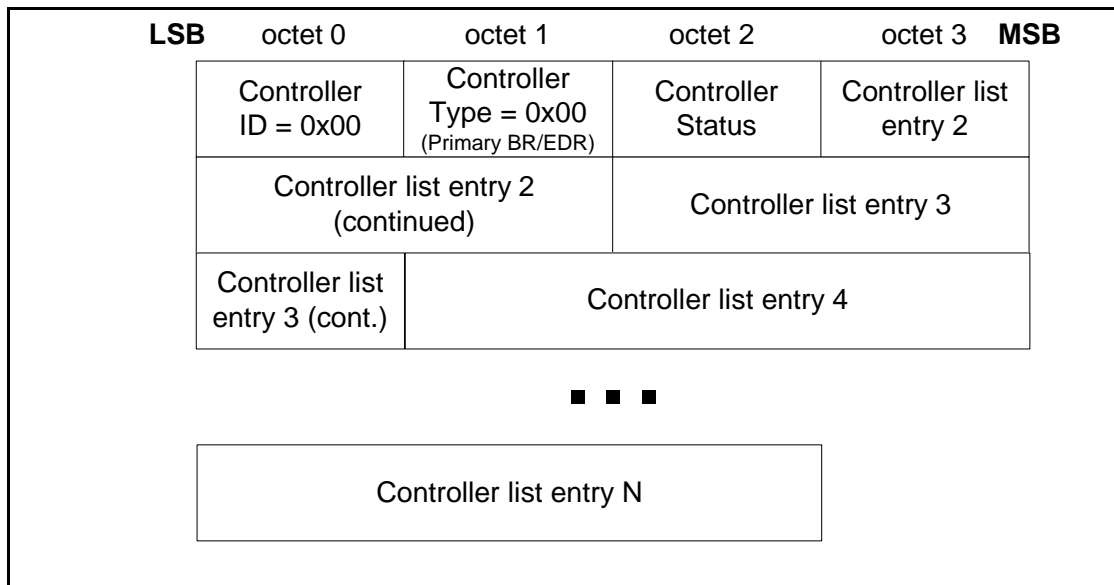 LSB octet 0 octet 1 octet 2 octet 3 MSB
Controller
ID = 0x00
Controller
Type = 0x00
(Primary BR/EDR)
Controller
Status
Controller list
entry 2
Controller list entry 2
(continued)
Controller list entry 3
Controller list
entry 3 (cont.)
Controller list entry 4
Controller list entry N